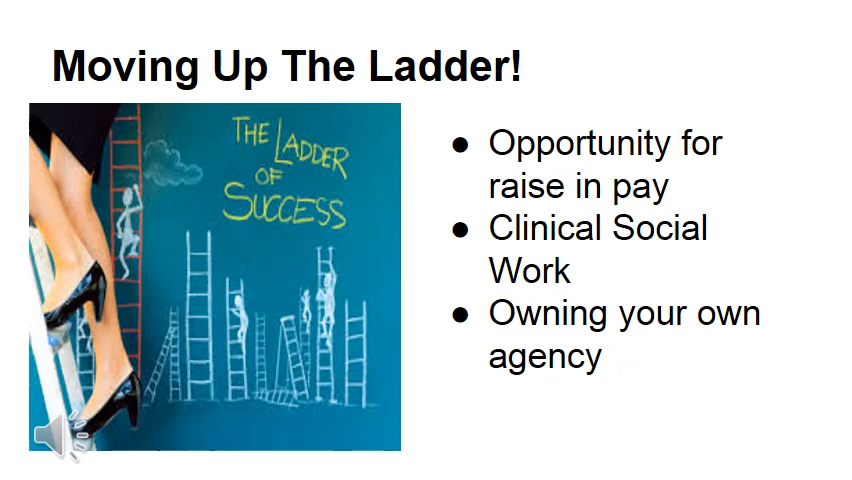 Moving Up The Ladder!
THE LADDER
OF
SUCCESS
● Opportunity for
raise in pay
● Clinical Social
Work
● Owning your own
agency